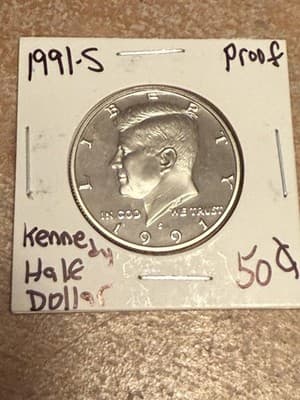 1991-S
Proof
LIBERTY
IN GOD WE TRUST
S
1991
Kennedy
Half
Dollar
50¢